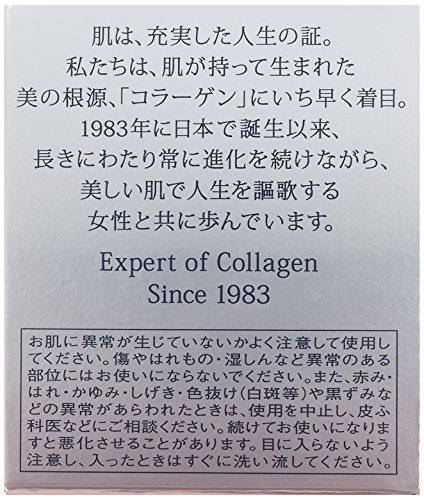 肌は、充実した人生の証。
私たちは、肌が持って生まれた
美の根源、「コラーゲン」にいち早く着目。
1983年に日本で誕生以来、
長きにわたり常に進化を続けながら、
美しい肌で人生を謳歌する
女性と共に歩んでいます。
Expert of Collagen
Since 1983
お肌に異常が生じていないかよく注意して使用し
てください。傷やはれもの・湿しんなど異常のある
部位にはお使いにならないでください。また、赤み・
はれ・かゆみ・しげき・色抜け(白斑等)や黒ずみな
どの異常があらわれたときは、使用を中止し、皮ふ
科医などにご相談ください。続けてお使いになりま
すと悪化させることがあります。目に入らないよう
注意し、入ったときはすぐに洗い流してください。